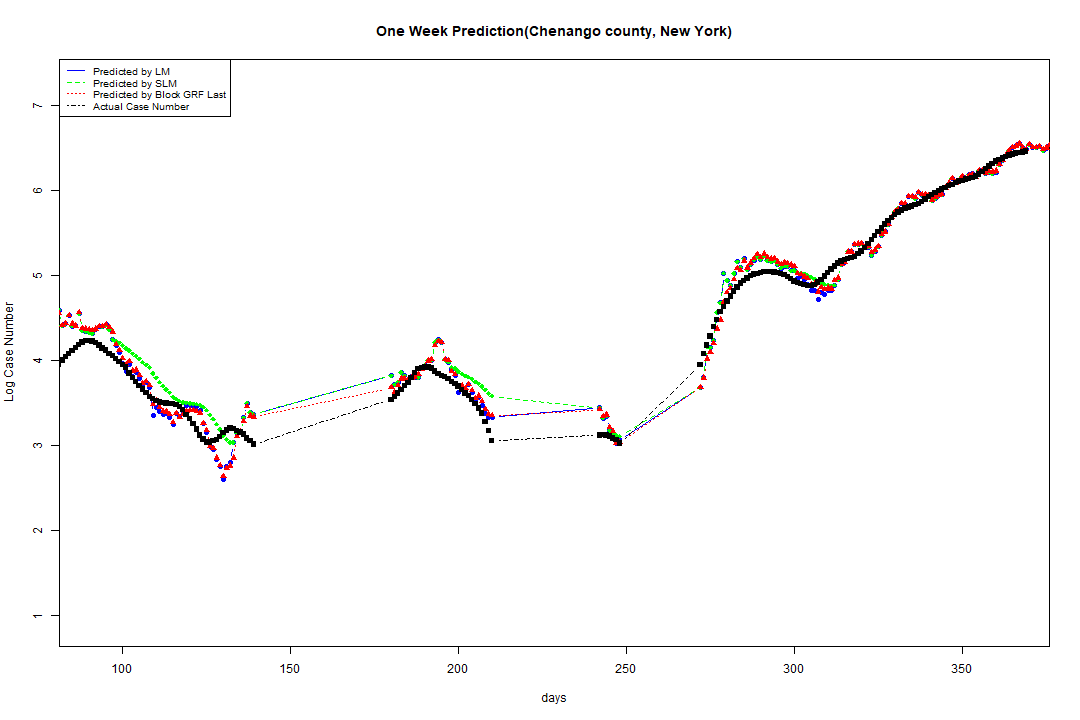 One Week Prediction(Chenango county, New York)
Predicted by LM
Predicted by SLM
Predicted by Block GRF Last
Actual Case Number
7
6
5
4
3
2
1
Log Case Number
100 150 200 250 300 350
days